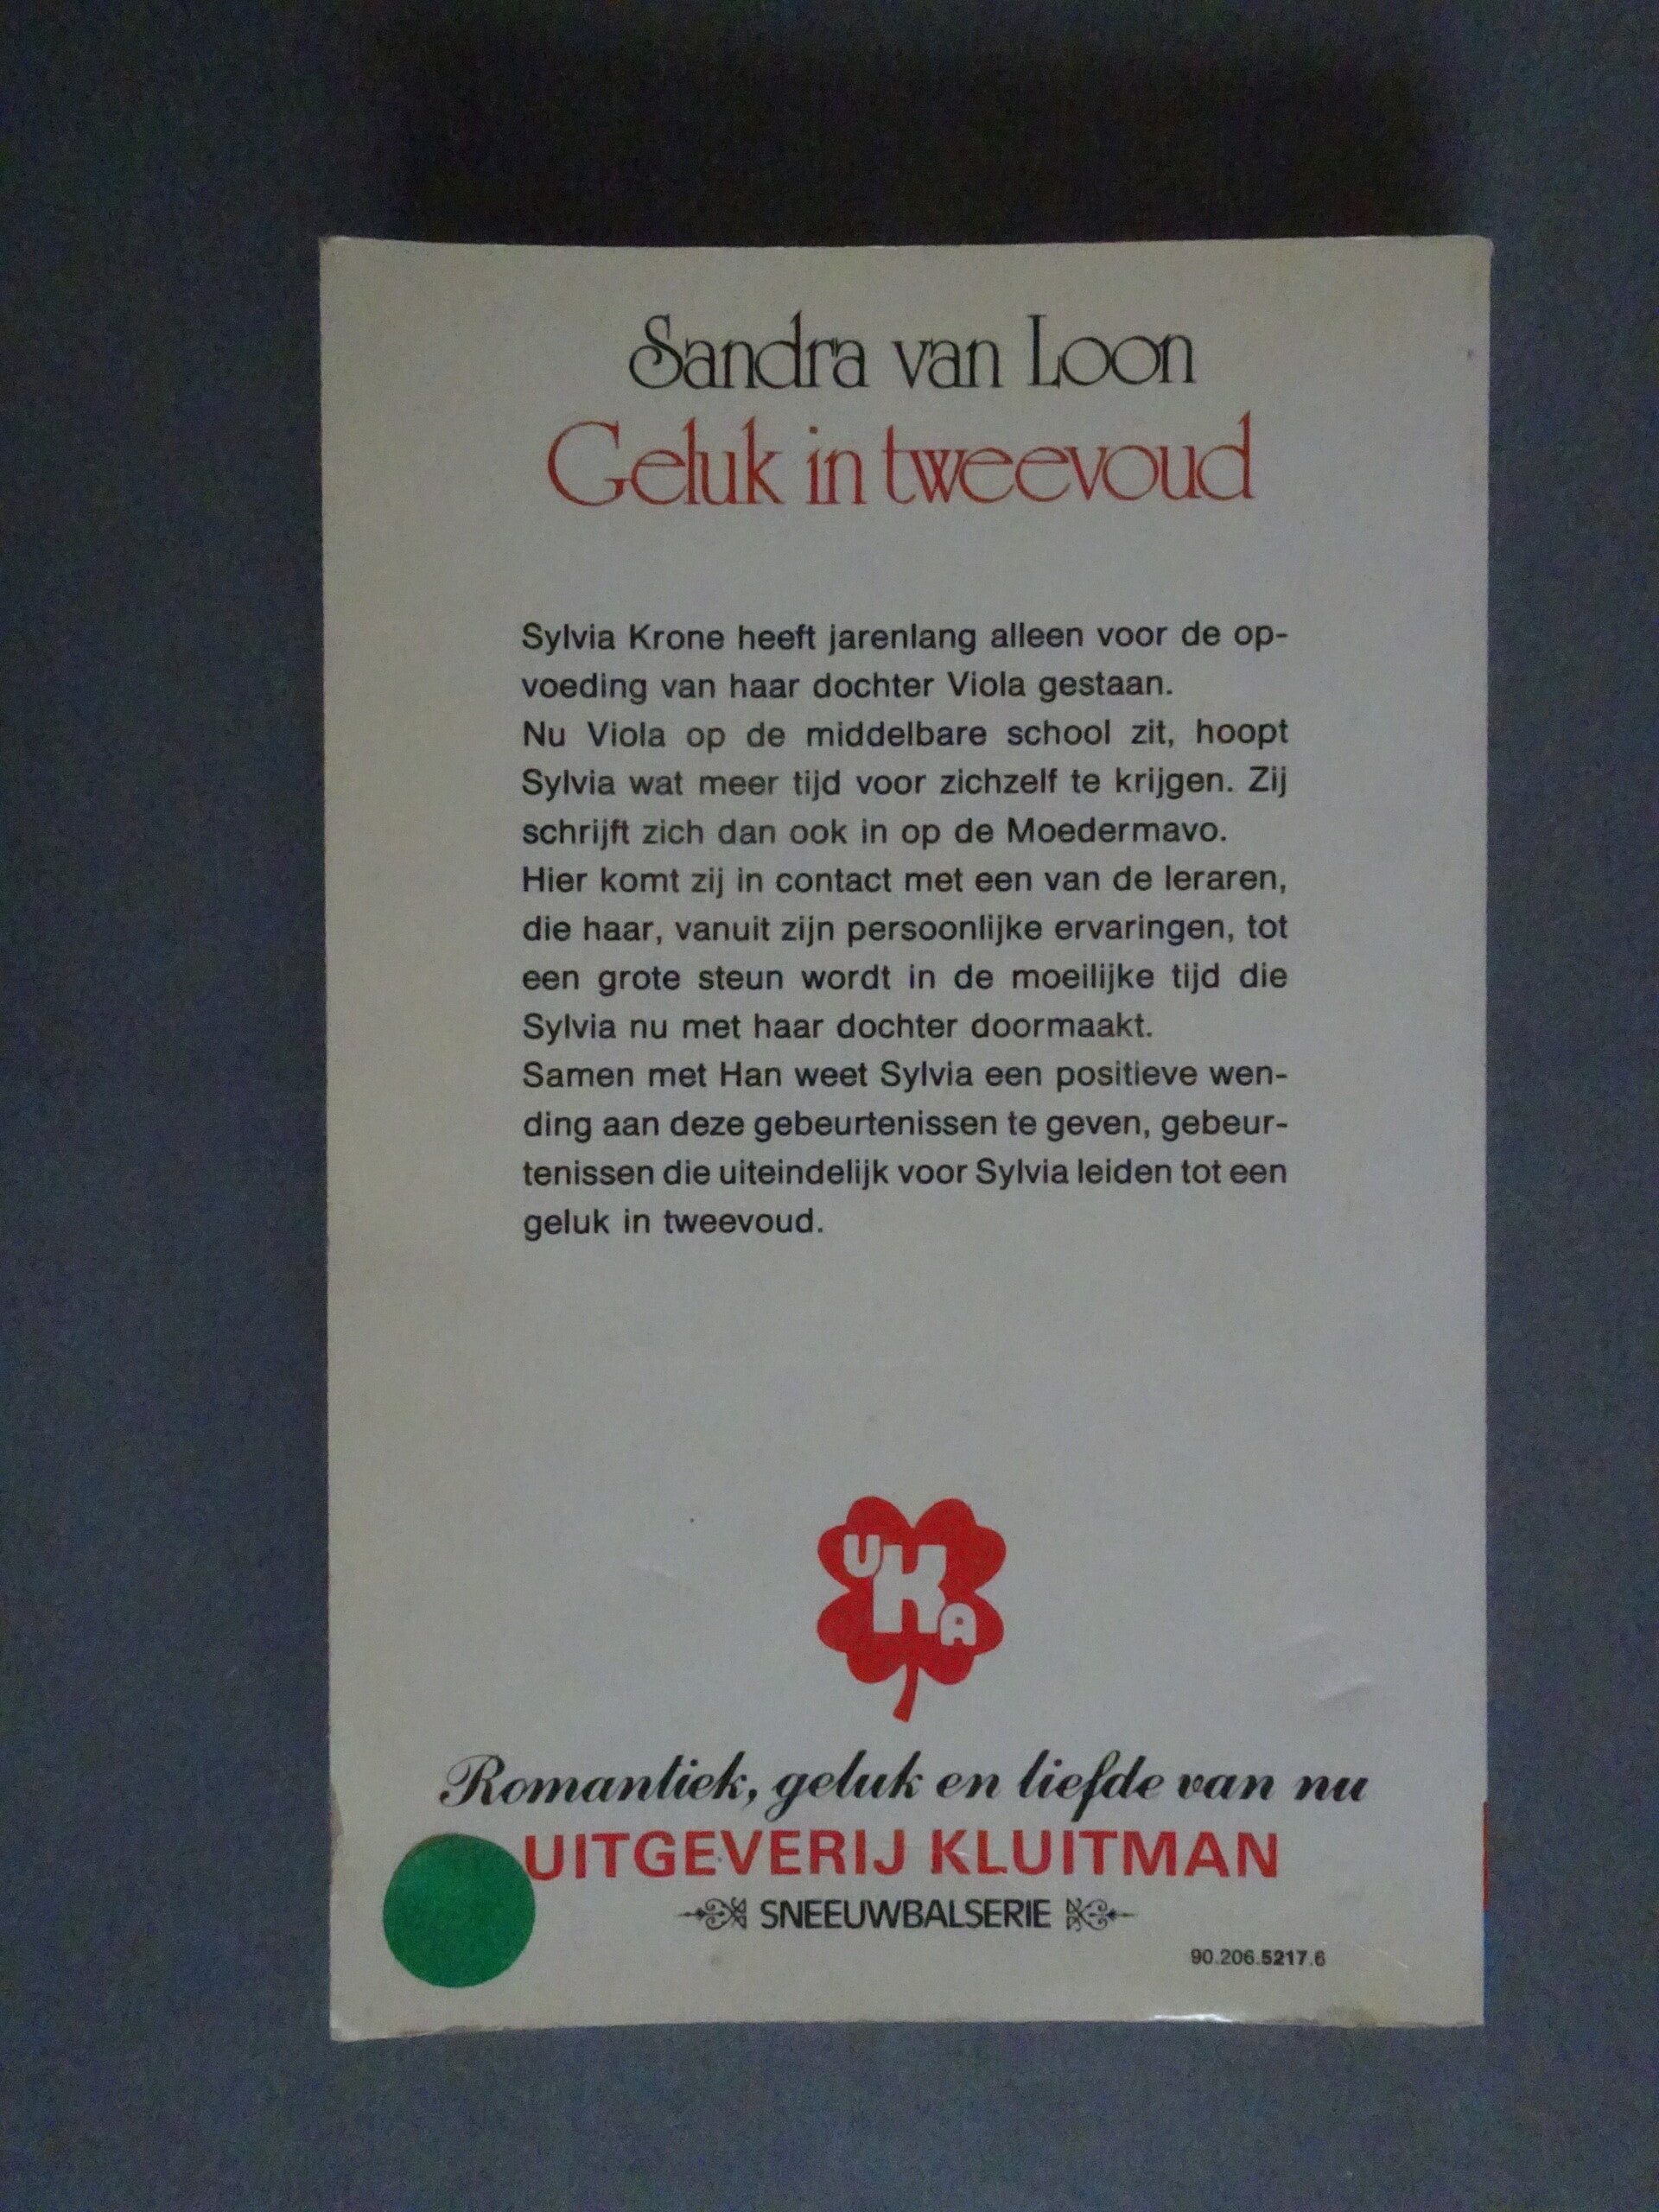 Sandra van Loon
Geluk in tweevoud
Sylvia Krone heeft jarenlang alleen voor de op-
voeding van haar dochter Viola gestaan.
Nu Viola op de middelbare school zit, hoopt
Sylvia wat meer tijd voor zichzelf te krijgen. Zij
schrijft zich dan ook in op de Moedermavo.
Hier komt zij in contact met een van de leraren,
die haar, vanuit zijn persoonlijke ervaringen, tot
een grote steun wordt in de moeilijke tijd die
Sylvia nu met haar dochter doormaakt.
Samen met Han weet Sylvia een positieve wen-
ding aan deze gebeurtenissen te geven, gebeur-
tenissen die uiteindelijk voor Sylvia leiden tot een
geluk in tweevoud.
UKA
Romantiek, geluk en liefde van nu
UITGEVERIJ KLUITMAN
SNEEUWBALSERIE
90.206.5217.6